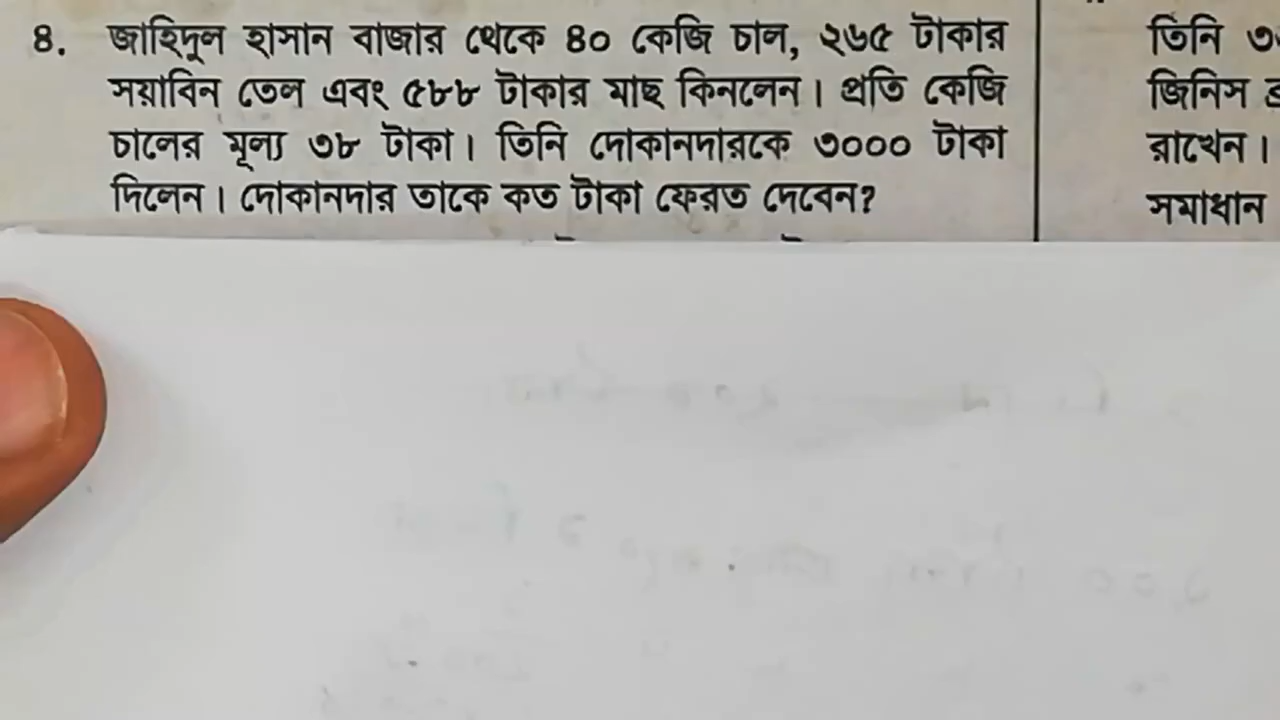 ৪. জাহিদুল হাসান বাজার থেকে ৪০ কেজি চাল, ২৬৫ টাকার
সয়াবিন তেল এবং ৫৮৮ টাকার মাছ কিনলেন। প্রতি কেজি
চালের মূল্য ৩৮ টাকা। তিনি দোকানদারকে ৩০০০ টাকা
দিলেন। দোকানদার তাকে কত টাকা ফেরত দেবেন?
তিনি
জিনিস
রাখেন।
সমাধান